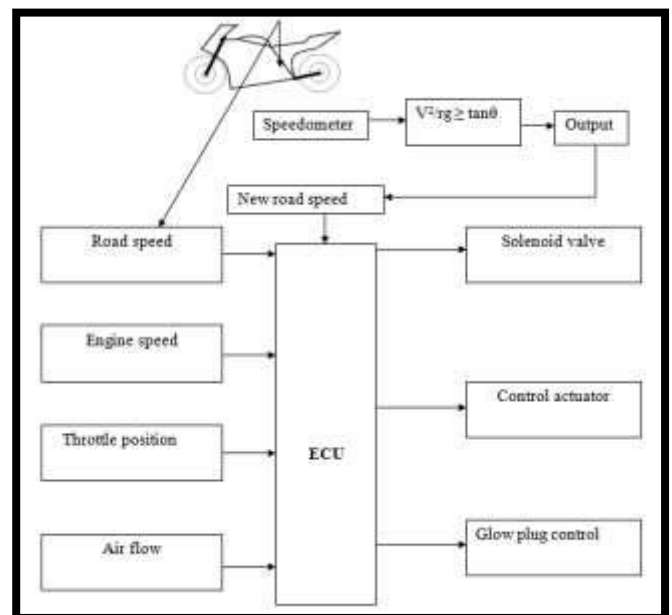 V²/rg ≥ tanθ
Speedometer
Output
New road speed
Road speed
Solenoid valve
Engine speed
Control actuator
Throttle position
ECU
Glow plug control
Air flow